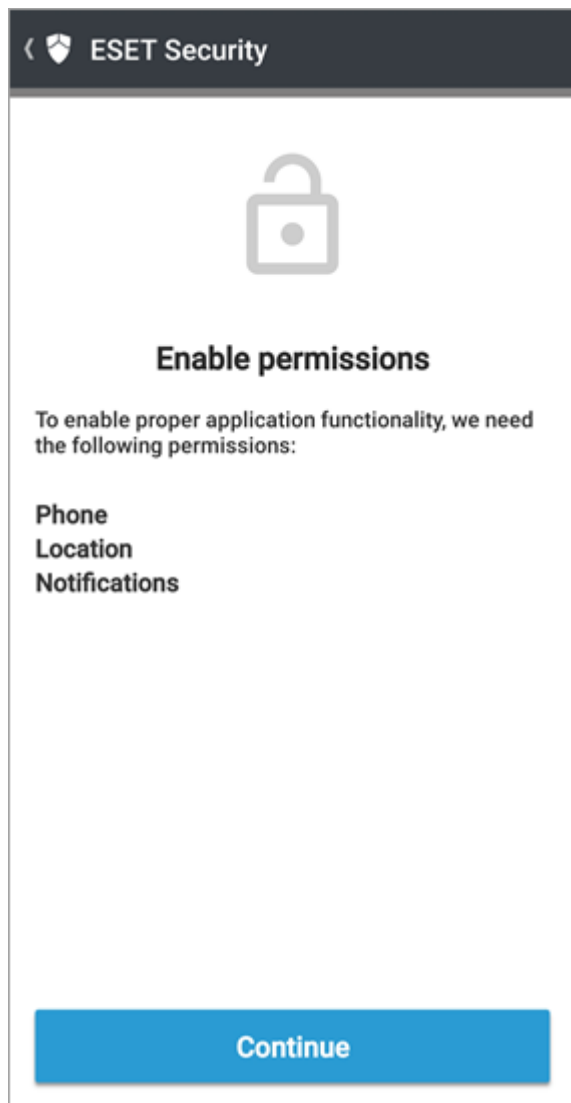 ESET Security
Enable permissions
To enable proper application functionality, we need
the following permissions:
Phone
Location
Notifications
Continue